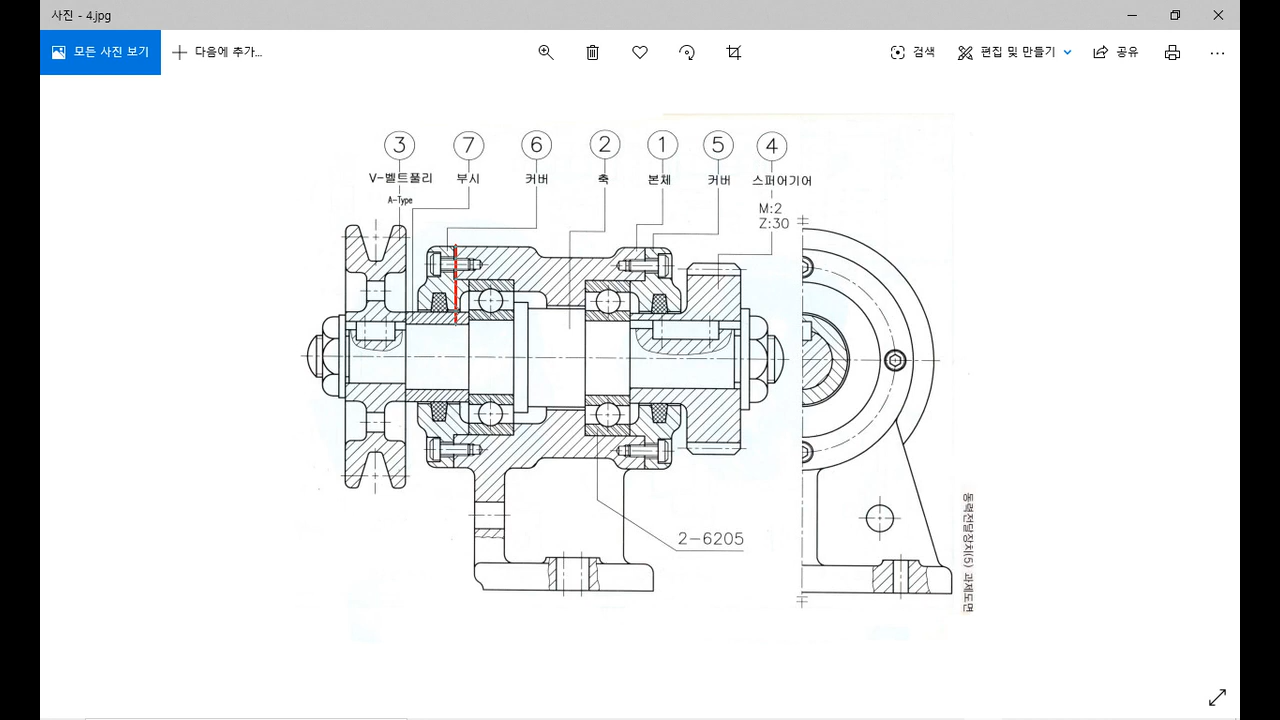 사진 - 4.jpg
모든 사진 보기
다음에 추가...
검색
편집 및 만들기
공유
3 7 6 2 1 5 4
V-벨트풀리 부시 커버 축 본체 커버 스퍼어기어
A-Type
M:2
Z:30
2-6205
동력전달장치(5) 과제도면